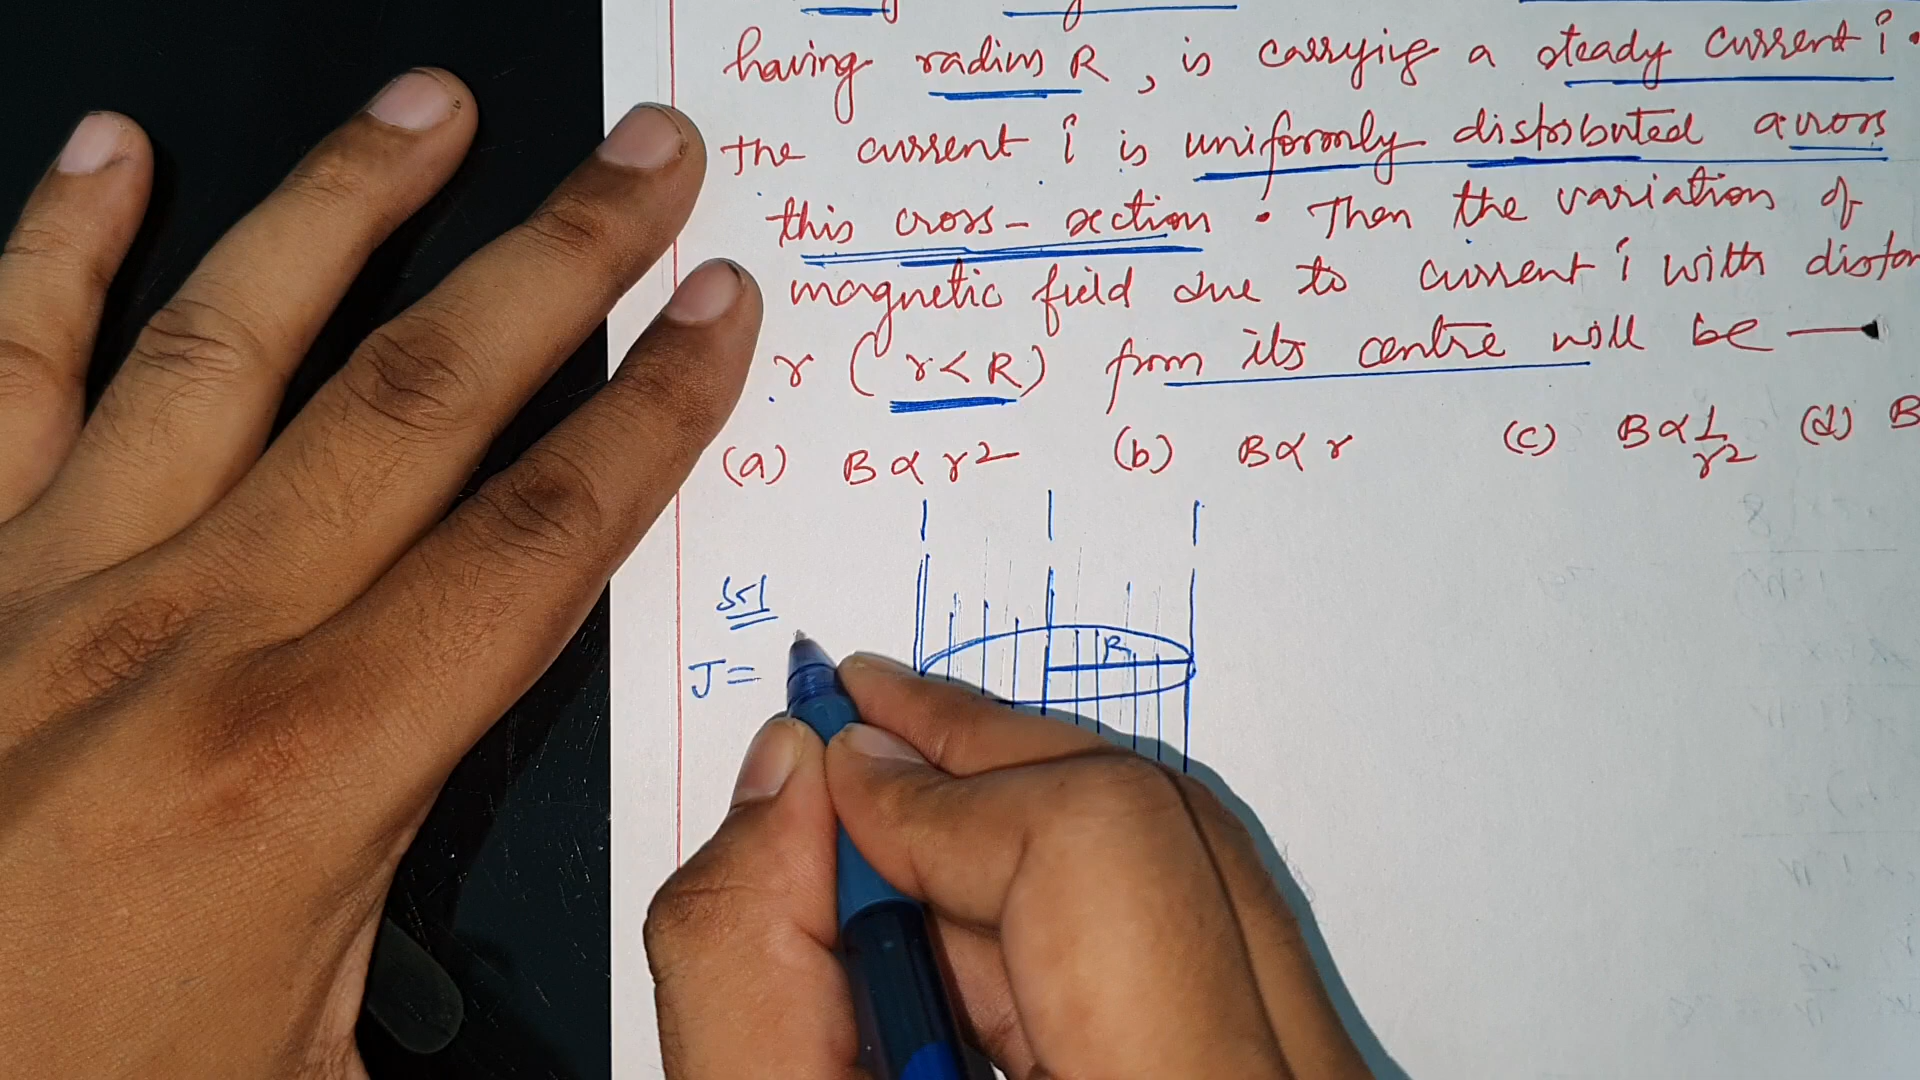 having radius R, is carrying a steady current i.
the current i is uniformly distributed across
this cross-section. Then the variation of
magnetic field due to current i with distan
r (r<R) from its centre will be —
(a) B∝r² (b) B∝r (c) B∝1/r² (d) B
Sol
R
J=